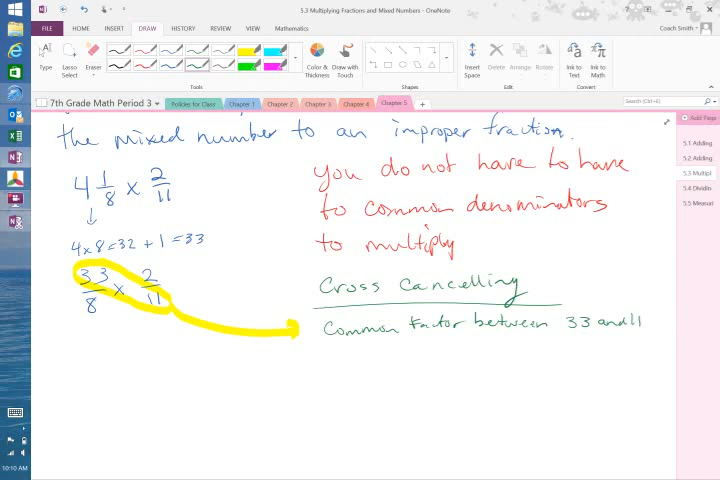 5.3 Multiplying Fractions and Mixed Numbers - OneNote
FILE HOME INSERT DRAW HISTORY REVIEW VIEW Mathematics
Coach Smith
Type
Lasso Select
Eraser
Color & Thickness
Draw with Touch
Insert Space
Delete
Arrange
Rotate
Ink to Text
Ink to Math
Tools
Shapes
Edit
Convert
7th Grade Math Period 3
Policies for Class
Chapter 1
Chapter 2
Chapter 3
Chapter 4
Chapter 5
+
Search (Ctrl+E)
Add Page
5.1 Adding
5.2 Adding
5.3 Multipl
5.4 Dividin
5.5 Measuri
the mixed number to an improper fraction.
4 1/8 x 2/11
4x8=32 + 1 = 33
33/8 x 2/11
you do not have to have
to common denominators
to multiply
Cross Cancelling
Common Factor between 33 and 11
10:10 AM